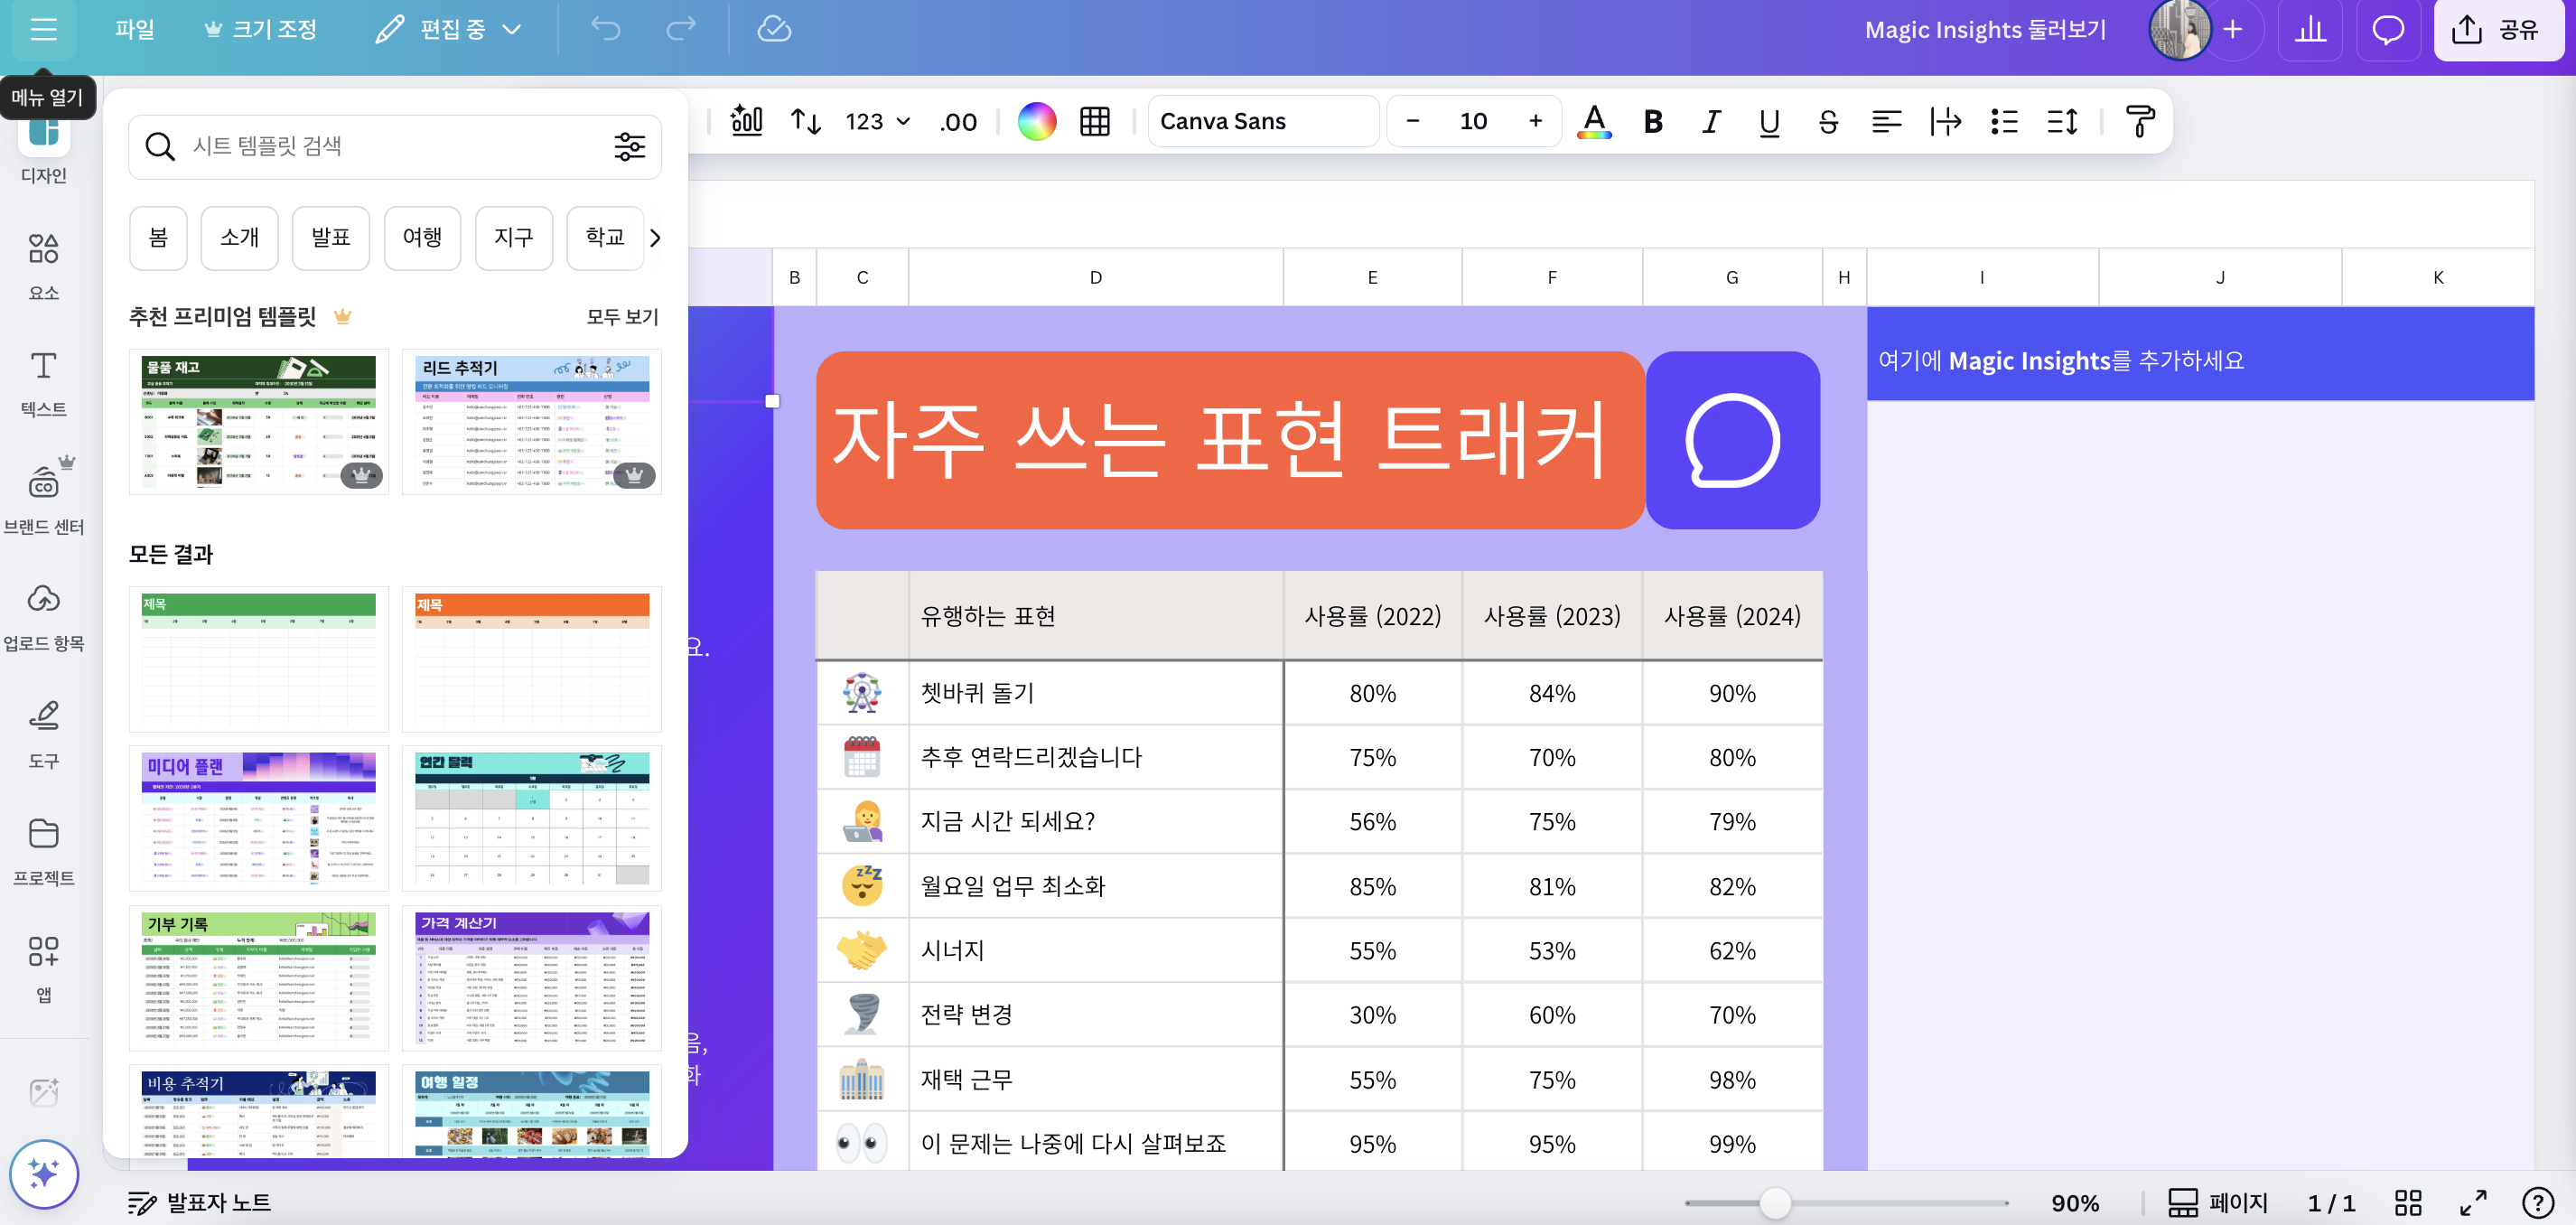 파일 크기 조정 편집 중 Magic Insights 둘러보기 공유
메뉴 열기
디자인
요소
텍스트
브랜드 센터
업로드 항목
도구
프로젝트
앱
시트 템플릿 검색
봄 소개 발표 여행 지구 학교
추천 프리미엄 템플릿 모두 보기
물품 재고 리드 추적기
모든 결과
제목 제목
미디어 플랜 연간 달력
기부 기록 가격 계산기
비용 추적기 여행 일정
123 .00 Canva Sans – 10 + A B I U S
B C D E F G H I J K
여기에 Magic Insights를 추가하세요
자주 쓰는 표현 트래커
요.
음,
화
유행하는 표현 사용률 (2022) 사용률 (2023) 사용률 (2024)
쳇바퀴 돌기 80% 84% 90%
추후 연락드리겠습니다 75% 70% 80%
지금 시간 되세요? 56% 75% 79%
월요일 업무 최소화 85% 81% 82%
시너지 55% 53% 62%
전략 변경 30% 60% 70%
재택 근무 55% 75% 98%
이 문제는 나중에 다시 살펴보죠 95% 95% 99%
발표자 노트 90% 페이지 1 / 1